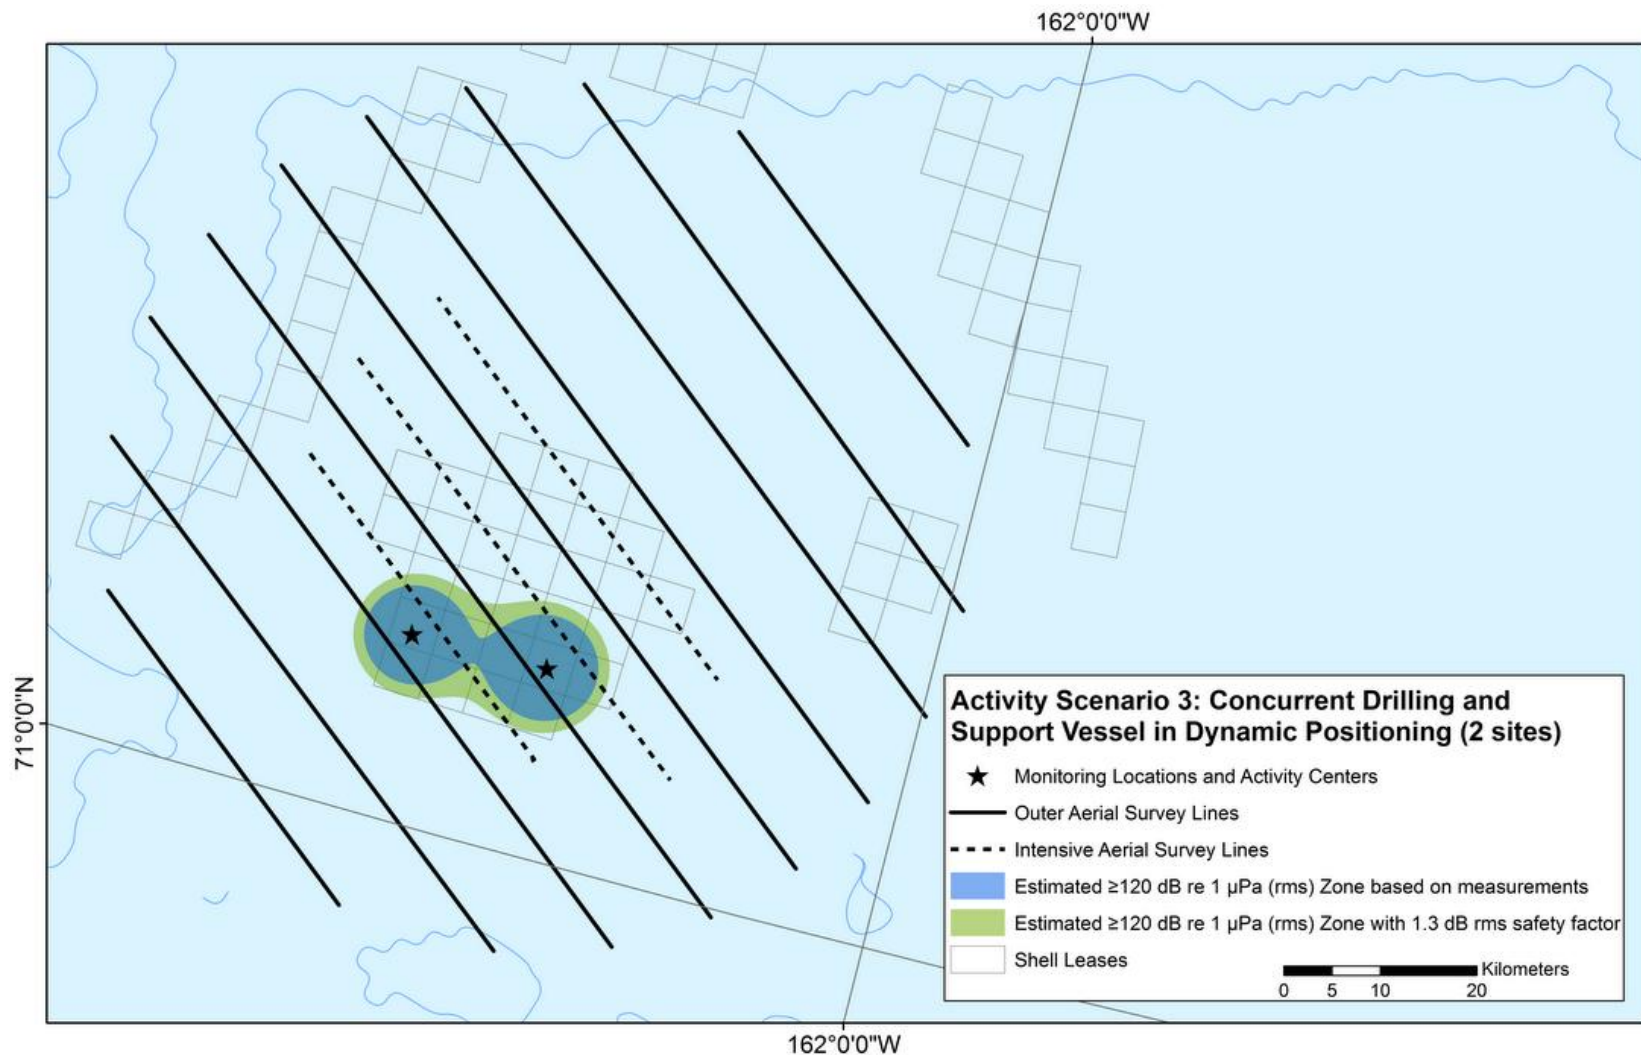 162°0'0"W
71°0'0"N
Activity Scenario 3: Concurrent Drilling and
Support Vessel in Dynamic Positioning (2 sites)
Monitoring Locations and Activity Centers
Outer Aerial Survey Lines
Intensive Aerial Survey Lines
Estimated ≥120 dB re 1 µPa (rms) Zone based on measurements
Estimated ≥120 dB re 1 µPa (rms) Zone with 1.3 dB rms safety factor
Shell Leases
Kilometers
0 5 10 20
162°0'0"W